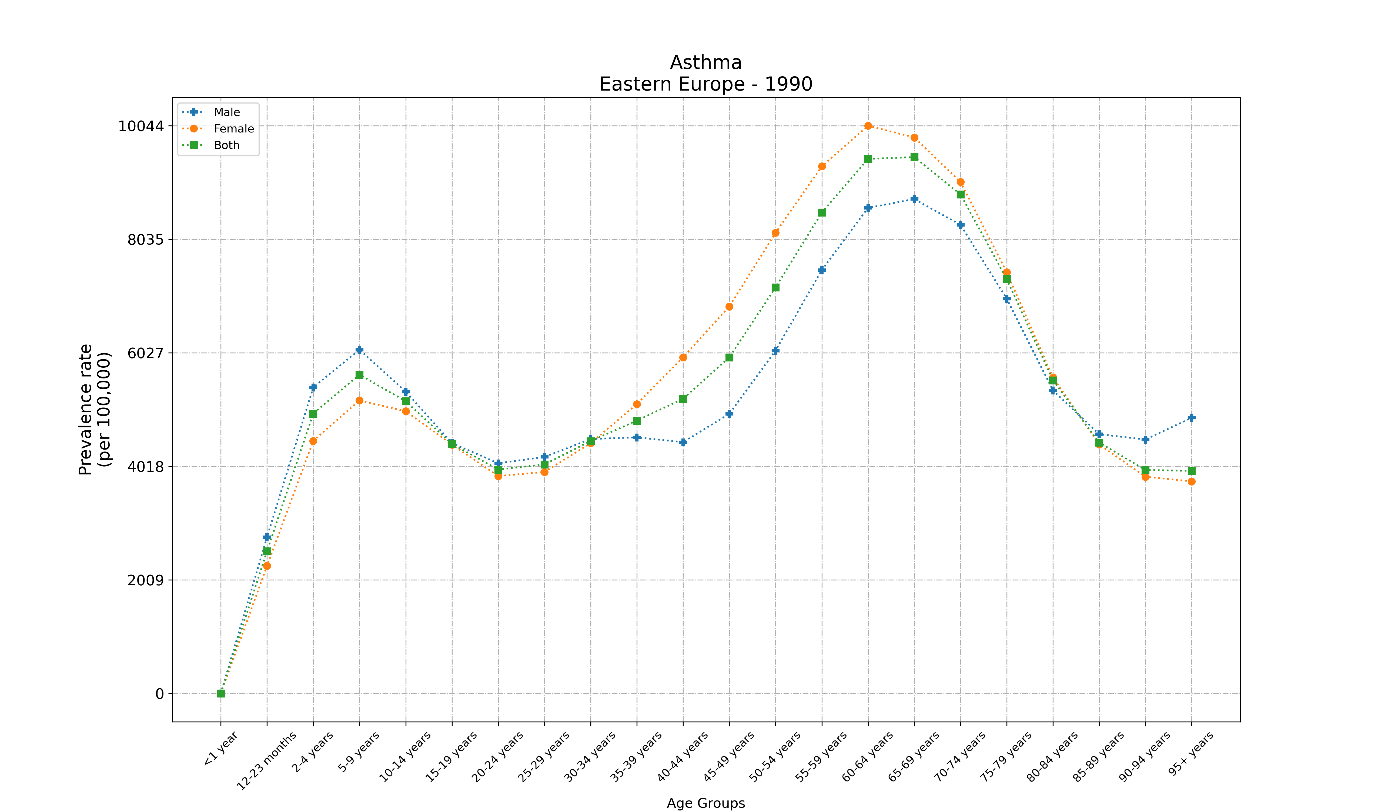 Asthma
Eastern Europe - 1990
Male
Female
Both
10044
8035
6027
4018
2009
0
Prevalence rate
(per 100.000)
<1 year
12-23 months
2-4 years
5-9 years
10-14 years
15-19 years
20-24 years
25-29 years
30-34 years
35-39 years
40-44 years
45-49 years
50-54 years
55-59 years
60-64 years
65-69 years
70-74 years
75-79 years
80-84 years
85-89 years
90-94 years
95+ years
Age Groups